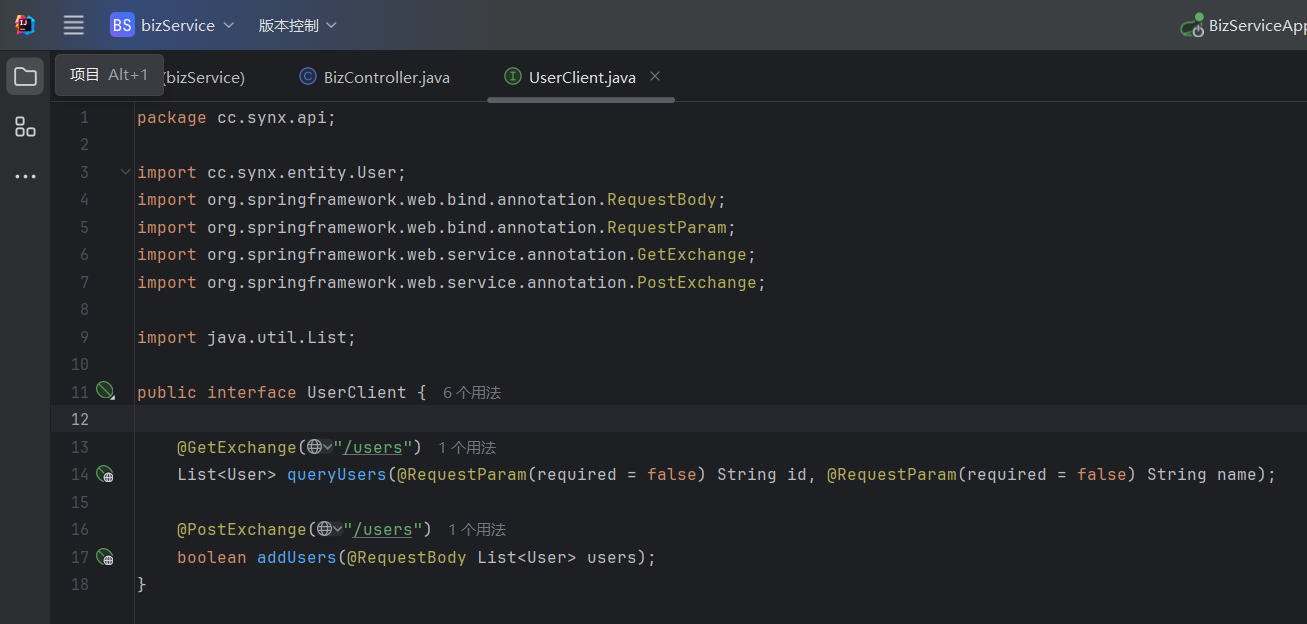 BS bizService 版本控制 BizServiceApp
项目 Alt+1 (bizService) BizController.java UserClient.java
1 package cc.synx.api;
2
3 import cc.synx.entity.User;
4 import org.springframework.web.bind.annotation.RequestBody;
5 import org.springframework.web.bind.annotation.RequestParam;
6 import org.springframework.web.service.annotation.GetExchange;
7 import org.springframework.web.service.annotation.PostExchange;
8
9 import java.util.List;
10
11 public interface UserClient { 6 个用法
12
13 @GetExchange("/users") 1 个用法
14 List<User> queryUsers(@RequestParam(required = false) String id, @RequestParam(required = false) String name);
15
16 @PostExchange("/users") 1 个用法
17 boolean addUsers(@RequestBody List<User> users);
18 }